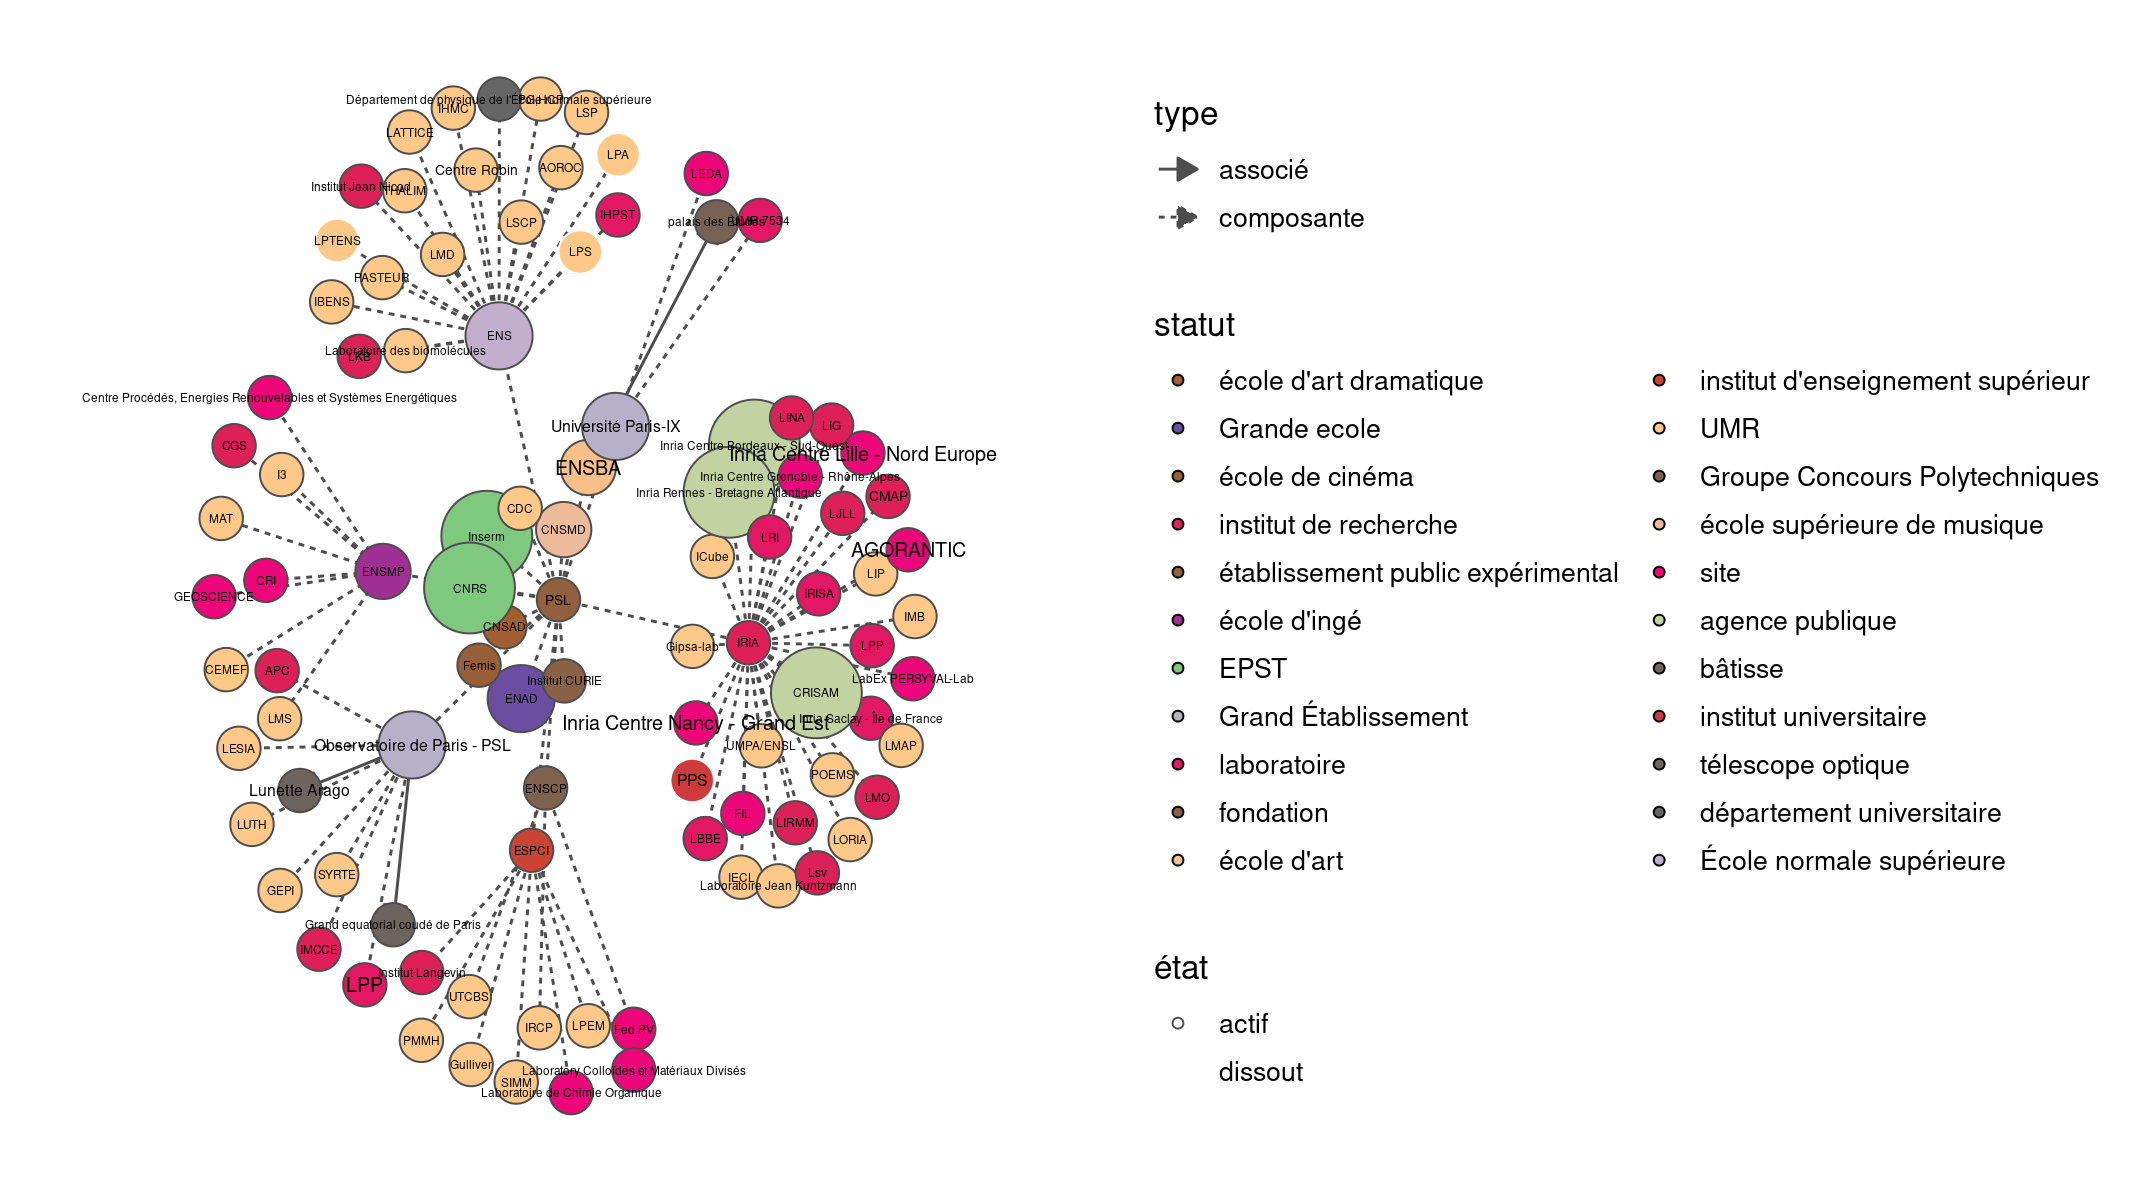 Département de physique de l'École normale supérieure
PGHCP
IHMC
LSP
LATTICE
LPA
Centre Robin
AOROC
Institut Jean Nicod
THALIM
LEDA
IHPST
palais des Études
UMR 7534
LSCP
LPTENS
LMD
LPS
PASTEUR
IBENS
ENS
Laboratoire des biomolécules
LKB
Centre Procédés, Energies Renouvelables et Systèmes Energétiques
Université Paris-IX
LINA
LIG
CGS
Inria Centre Bordeaux - Sud-Ouest
Inria Centre Lille - Nord Europe
ENSBA
I3
Inria Centre Grenoble - Rhône-Alpes
Inria Rennes - Bretagne Atlantique
CMAP
CDC
LJLL
MAT
CNSMD
Inserm
LRI
ICube
AGORANTIC
ENSMP
LIP
CRI
CNRS
GEOSCIENCE
PSL
IRISA
IMB
CNSAD
IRIA
Gipsa-lab
LPP
Femis
CEMEF
APC
Institut CURIE
LabEx PERSYVAL-Lab
ENAD
CRISAM
LMS
Inria Centre Nancy - Grand Est
Inria Saclay - Île de France
LESIA
Observatoire de Paris - PSL
UMPA/ENSL
LMAP
POEMS
PPS
Lunette Arago
ENSCP
LMO
FIL
LUTH
LIRMM
LBBE
LORIA
ESPCI
SYRTE
GEPI
IECL
Lsv
Laboratoire Jean Kuntzmann
Grand equatorial coudé de Paris
IMCCE
Institut Langevin
LPP
UTCBS
IRCP
LPEM
Fed PV
PMMH
Gulliver
Laboratory Colloïdes et Matériaux Divisés
SIMM
Laboratoire de Chimie Organique
type
associé
composante
statut
école d'art dramatique
Grande ecole
école de cinéma
institut de recherche
établissement public expérimental
école d'ingé
EPST
Grand Établissement
laboratoire
fondation
école d'art
institut d'enseignement supérieur
UMR
Groupe Concours Polytechniques
école supérieure de musique
site
agence publique
bâtisse
institut universitaire
télescope optique
département universitaire
École normale supérieure
état
actif
dissout